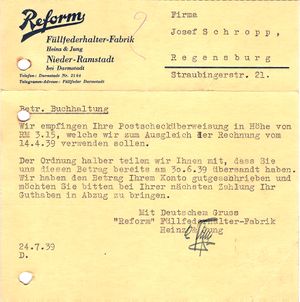 Reform
Füllfederhalter-Fabrik
Heinz & Jung
Nieder-Ramstadt
bei Darmstadt
Telefon: Darmstadt Nr. 2144
Telegramm-Adresse: Füllfeder Darmstadt
Firma
Josef Schropp,
Regensburg
Straubingerstr. 21.
Betr. Buchhaltung
Wir empfingen Ihre Postschecküberweisung in Höhe von
RM 3.15, welche wir zum Ausgleich der Rechnung vom
14.4.39 verwenden sollen.
Der Ordnung halber teilen wir Ihnen mit, dass Sie
uns diesen Betrag bereits am 30.6.39 übersandt haben.
Wir haben den Betrag Ihrem Konto gutgeschrieben und
möchten Sie bitten bei Ihrer nächsten Zahlung Ihr
Guthaben in Abzug zu bringen.
Mit Deutschem Gruss
"Reform" Füllfederhalter-Fabrik
Heinz & Jung
24.7.39
D.